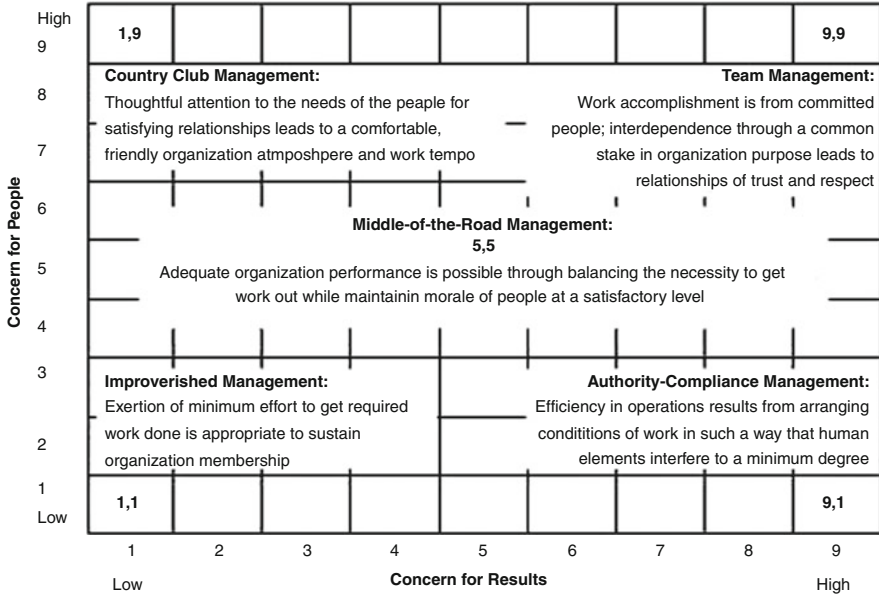 High
9
1,9
9,9
Country Club Management:
Thoughtful attention to the needs of the peaple for
satisfying relationships leads to a comfortable,
friendly organization atmposhpere and work tempo
Team Management:
Work accomplishment is from committed
people; interdependence through a common
stake in organization purpose leads to
relationships of trust and respect
8
7
6
Concern for People
Middle-of-the-Road Management:
5,5
Adequate organization performance is possible through balancing the necessity to get
work out while maintainin morale of people at a satisfactory level
5
4
3
Improverished Management:
Exertion of minimum effort to get required
work done is appropriate to sustain
organization membership
Authority-Compliance Management:
Efficiency in operations results from arranging
condititions of work in such a way that human
elements interfere to a minimum degree
2
1
Low
1,1
9,1
1 2 3 4 5 6 7 8 9
Low
Concern for Results
High